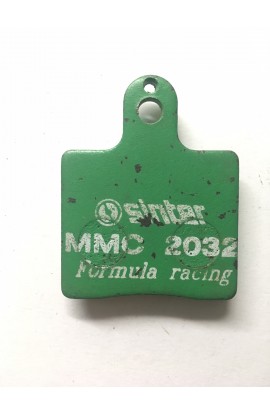 sinter
MMC 2032
Formula racing